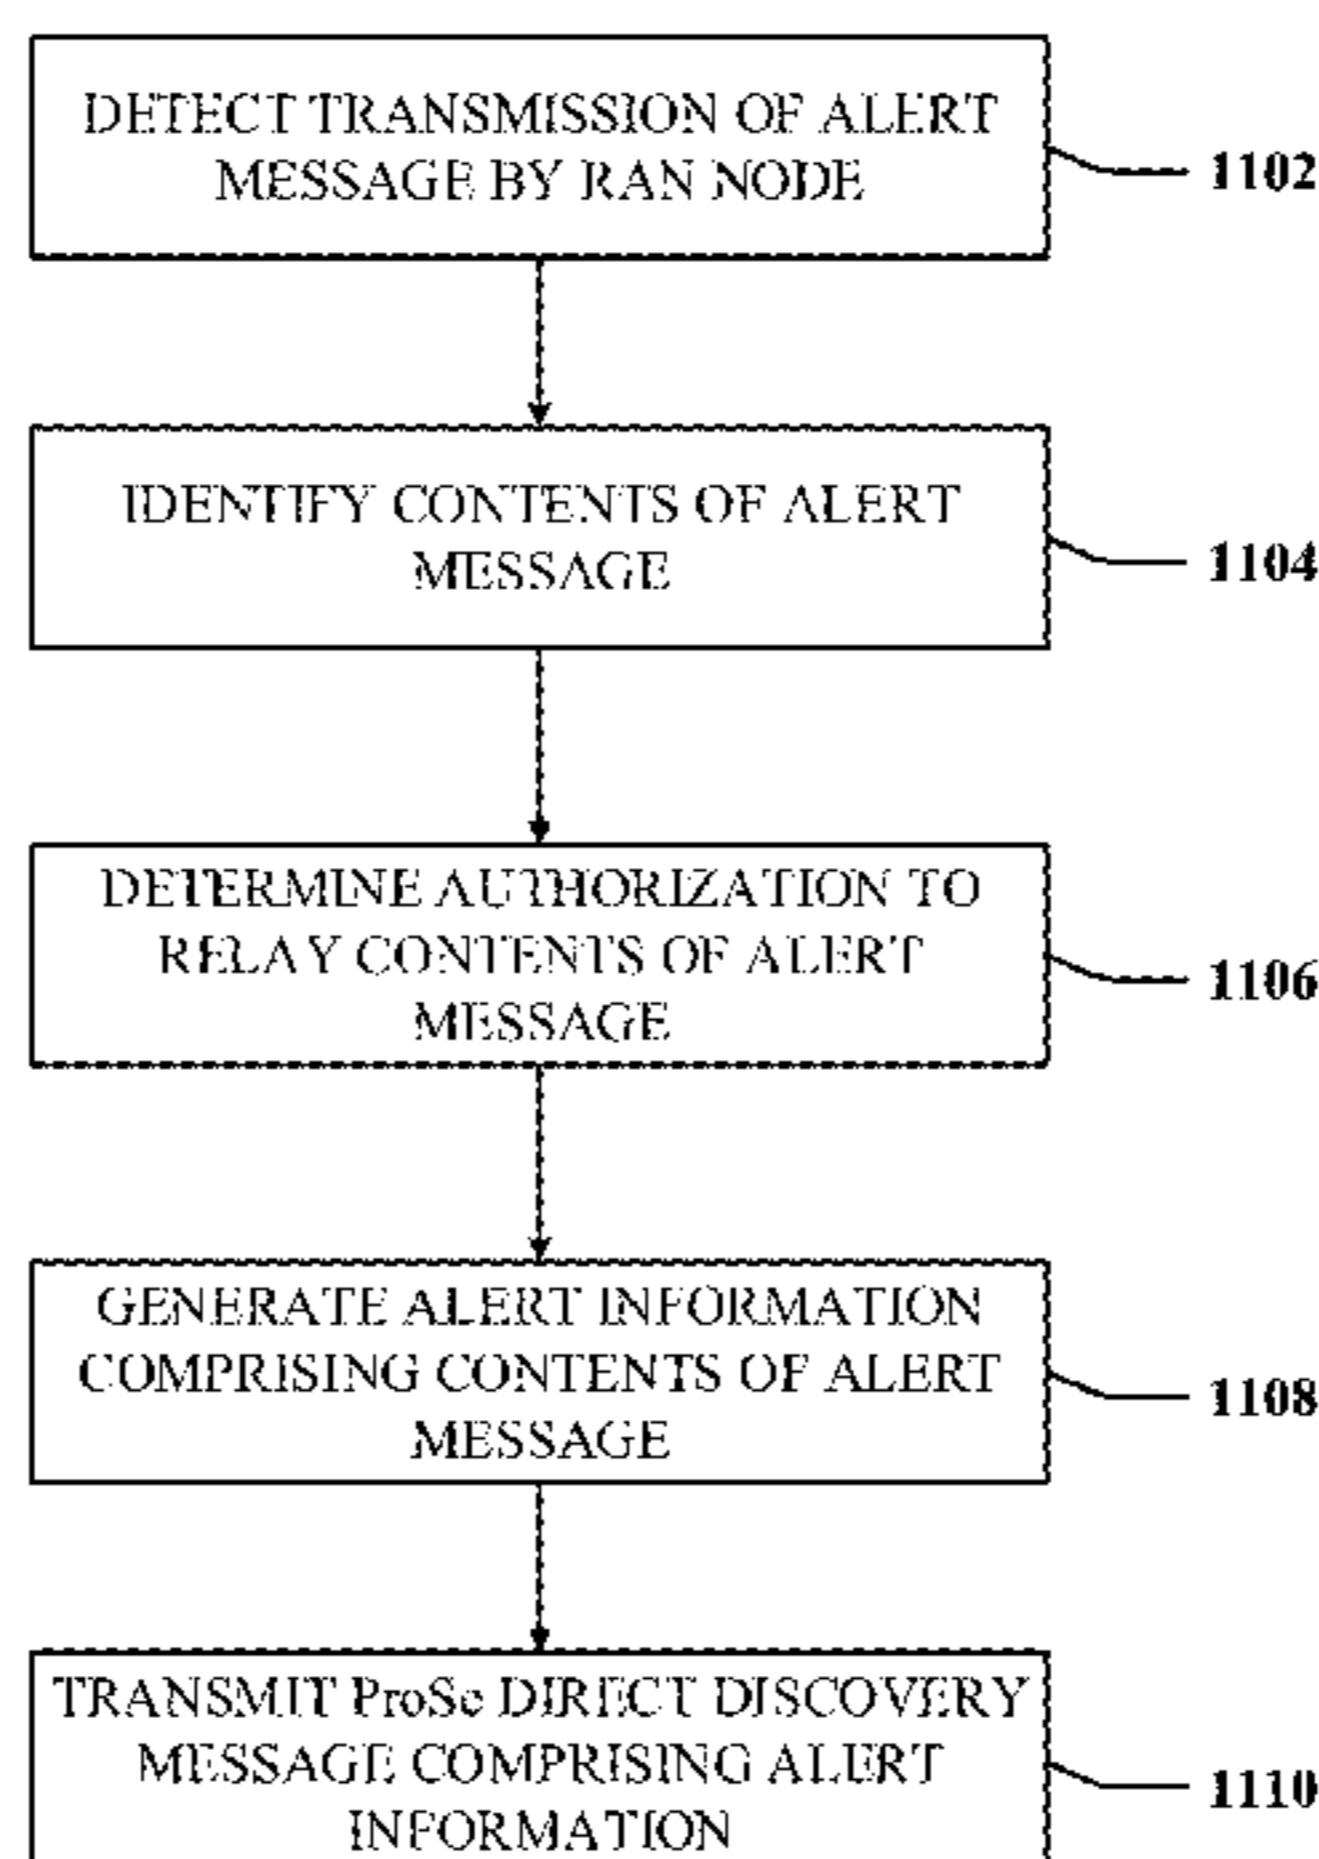 DETECT TRANSMISSION OF ALERT
MESSAGE BY RAN NODE
1102
IDENTIFY CONTENTS OF ALERT
MESSAGE
1104
DETERMINE AUTHORIZATION TO
RELAY CONTENTS OF ALERT
MESSAGE
1106
GENERATE ALERT INFORMATION
COMPRISING CONTENTS OF ALERT
MESSAGE
1108
TRANSMIT ProSe DIRECT DISCOVERY
MESSAGE COMPRISING ALERT
INFORMATION
1110